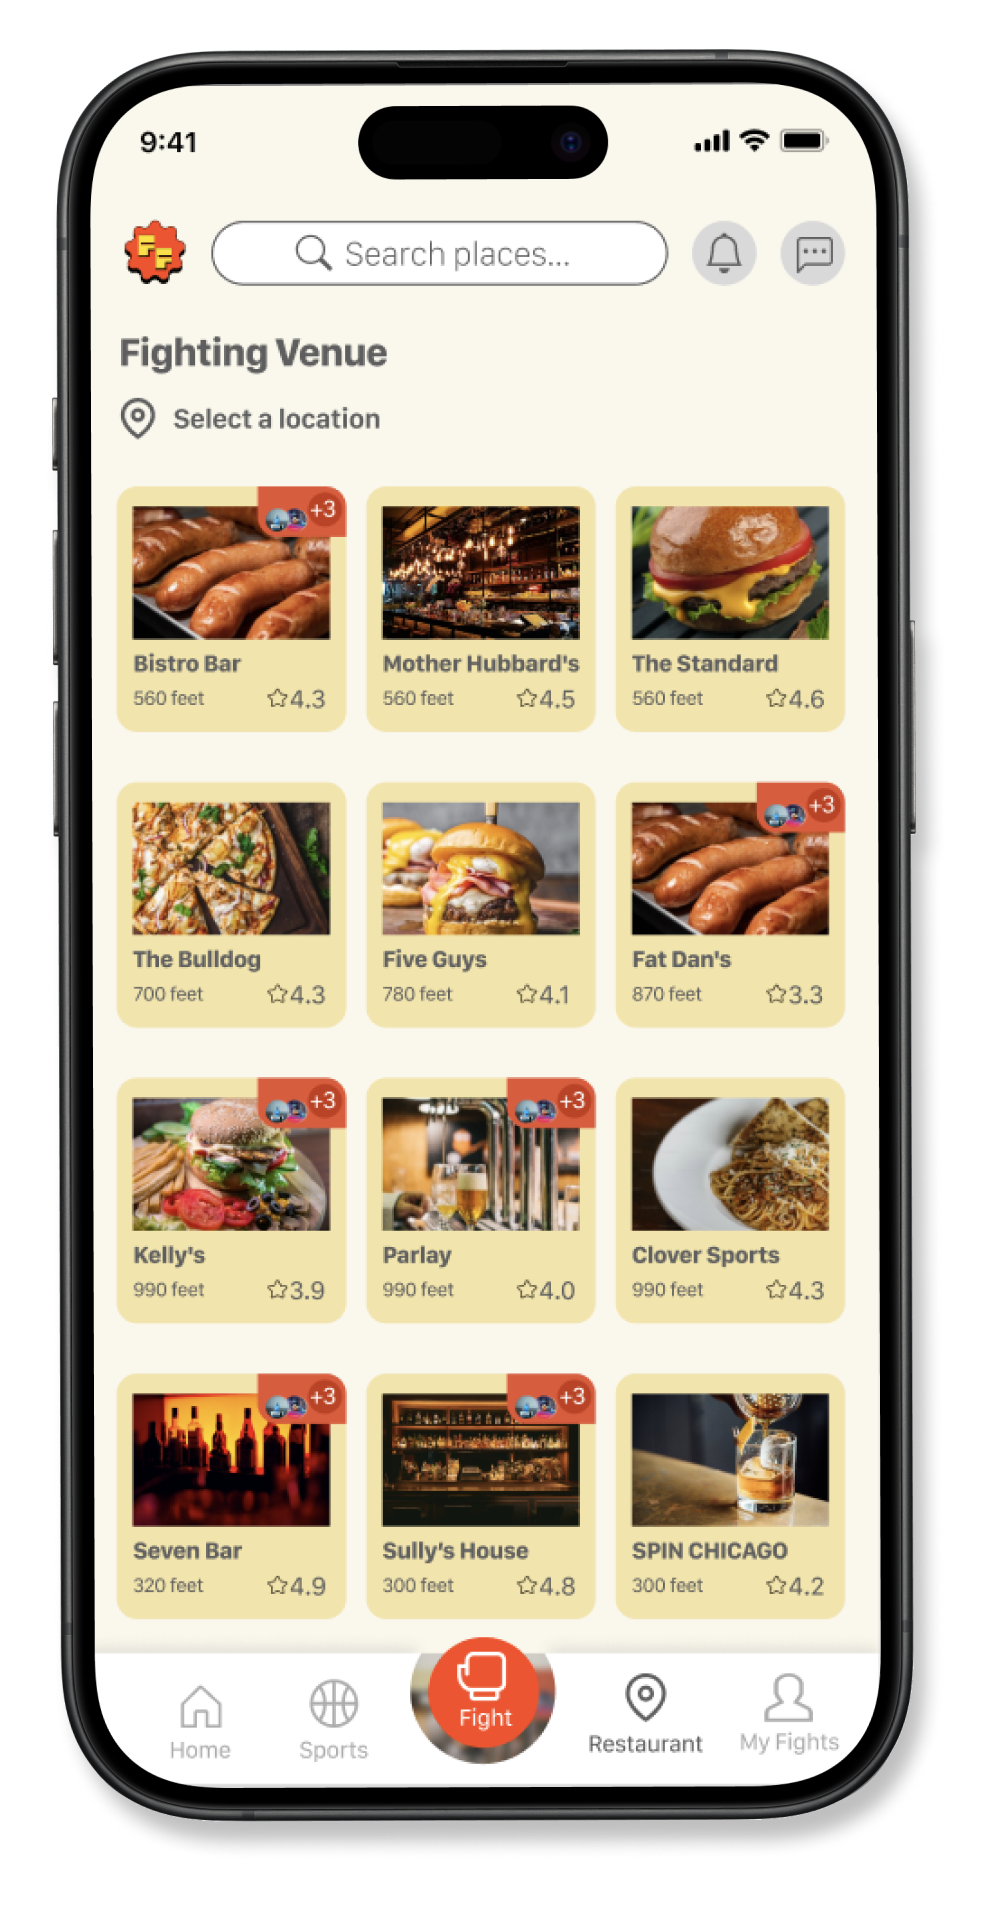 9:41
FF
Search places...
Fighting Venue
Select a location
+3
Bistro Bar
560 feet 4.3
Mother Hubbard's
560 feet 4.5
The Standard
560 feet 4.6
The Bulldog
700 feet 4.3
Five Guys
780 feet 4.1
+3
Fat Dan's
870 feet 3.3
+3
Kelly's
990 feet 3.9
+3
Parlay
990 feet 4.0
Clover Sports
990 feet 4.3
+3
Seven Bar
320 feet 4.9
+3
Sully's House
300 feet 4.8
SPIN CHICAGO
300 feet 4.2
Home
Sports
Fight
Restaurant
My Fights